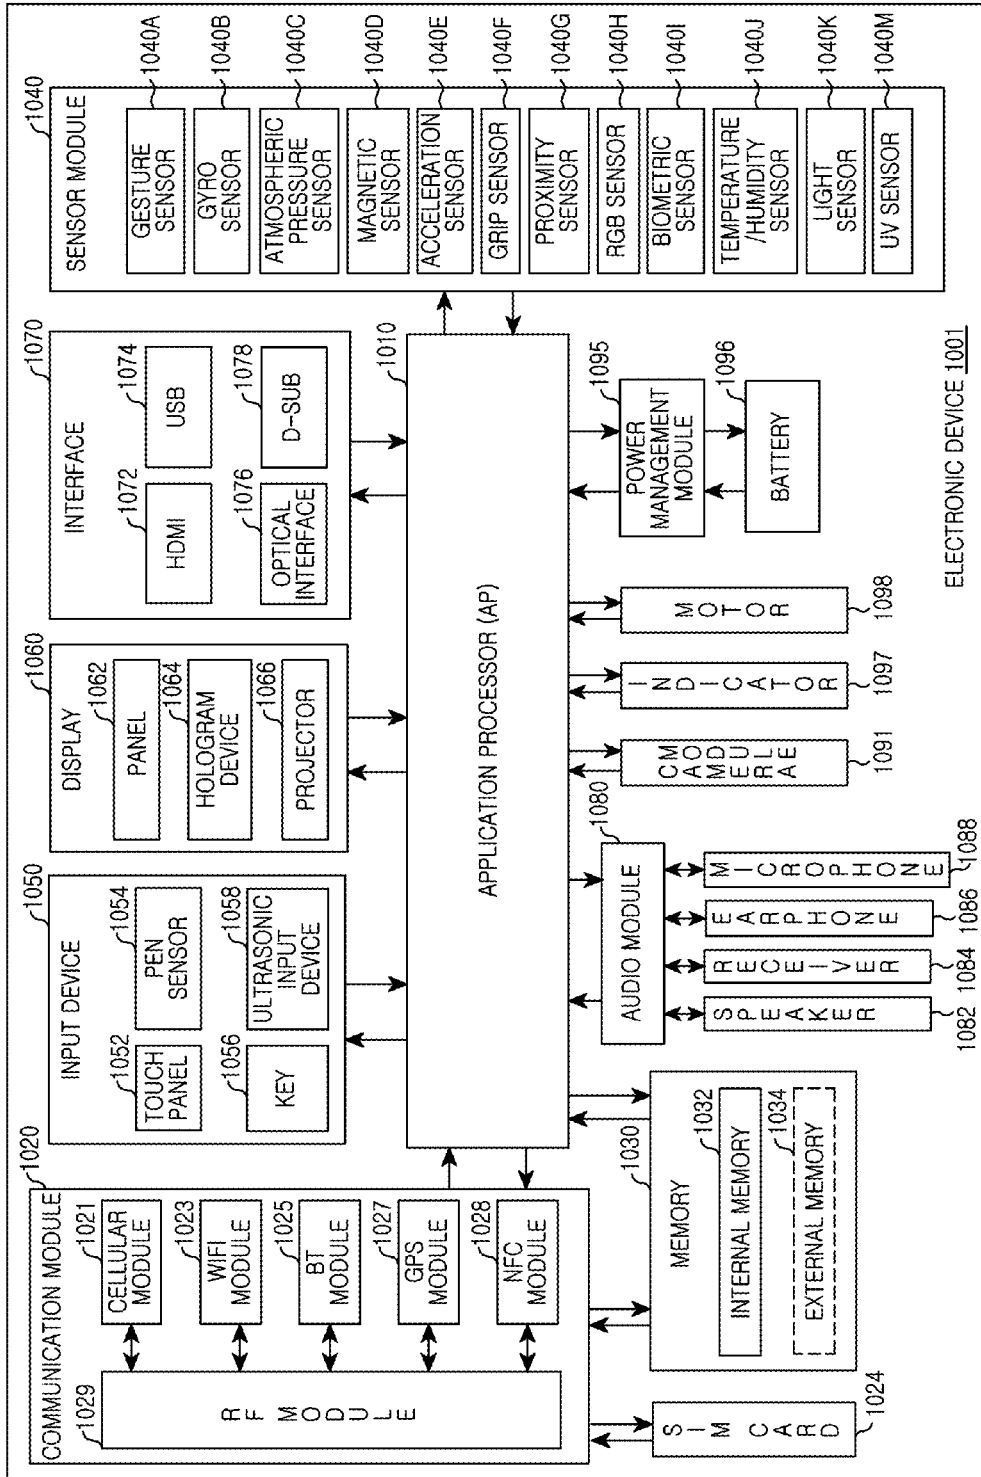 COMMUNICATION MODULE
1020
1029
RF MODULE
CELLULAR
MODULE
1021
WIFI
MODULE
1023
BT
MODULE
1025
GPS
MODULE
1027
NFC
MODULE
1028
INPUT DEVICE
1050
TOUCH
PANEL
1052
PEN
SENSOR
1054
KEY
1056
ULTRASONIC
INPUT
DEVICE
1058
DISPLAY
1060
PANEL
1062
HOLOGRAM
DEVICE
1064
PROJECTOR
1066
INTERFACE
1070
HDMI
1072
USB
1074
OPTICAL
INTERFACE
1076
D-SUB
1078
SENSOR MODULE
1040
GESTURE
SENSOR
1040A
GYRO
SENSOR
1040B
ATMOSPHERIC
PRESSURE
SENSOR
1040C
MAGNETIC
SENSOR
1040D
ACCELERATION
SENSOR
1040E
GRIP SENSOR
1040F
PROXIMITY
SENSOR
1040G
RGB SENSOR
1040H
BIOMETRIC
SENSOR
1040I
TEMPERATURE
/HUMIDITY
SENSOR
1040J
LIGHT
SENSOR
1040K
UV SENSOR
1040M
APPLICATION PROCESSOR (AP)
1010
SIM CARD
1024
MEMORY
1030
INTERNAL MEMORY
1032
EXTERNAL MEMORY
1034
AUDIO MODULE
1080
SPEAKER
1082
RECEIVER
1084
EARPHONE
1086
MICROPHONE
1088
CAMERA
MODULE
1091
INDICATOR
1097
MOTOR
1098
POWER
MANAGEMENT
MODULE
1095
BATTERY
1096
ELECTRONIC DEVICE 1001